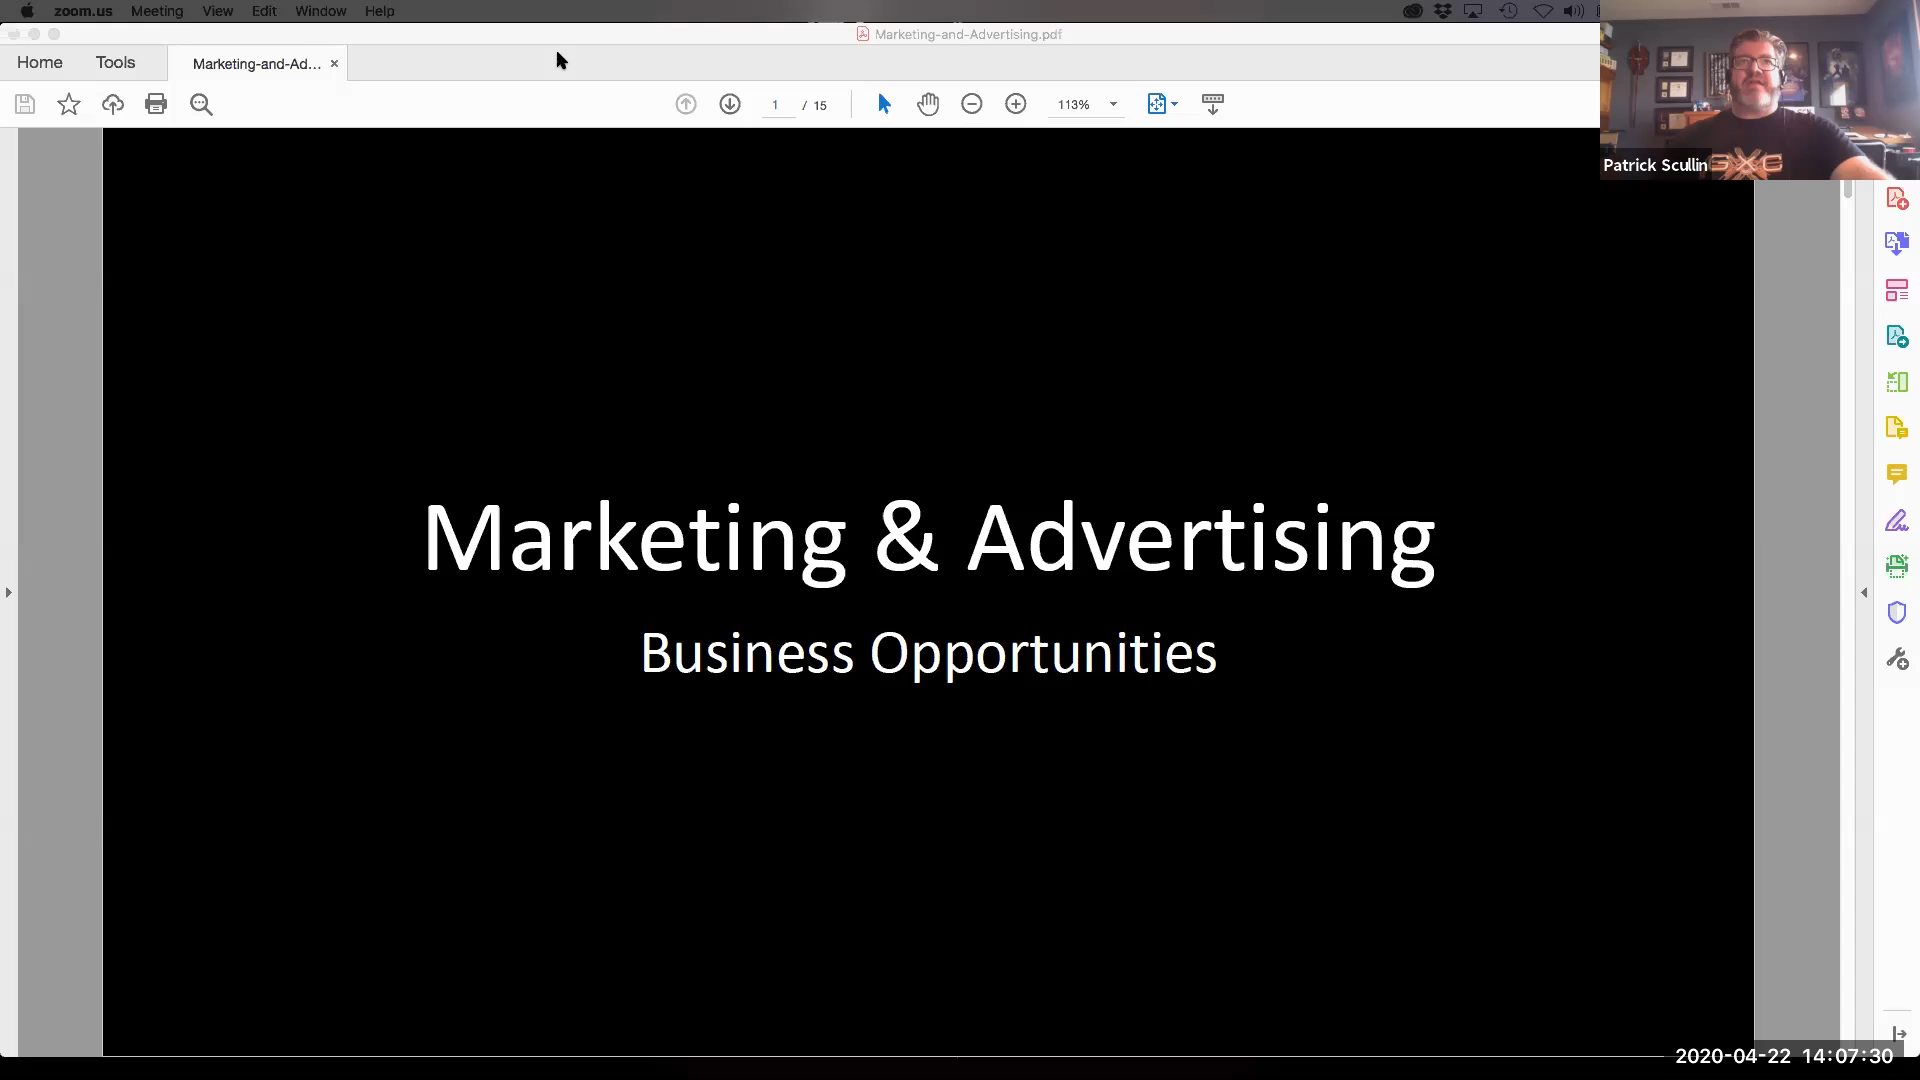 zoom.us Meeting View Edit Window Help
Marketing-and-Advertising.pdf
Home Tools Marketing-and-Ad... ×
1 / 15 113%
Patrick Scullin
Marketing & Advertising
Business Opportunities
2020-04-22 14:07:30